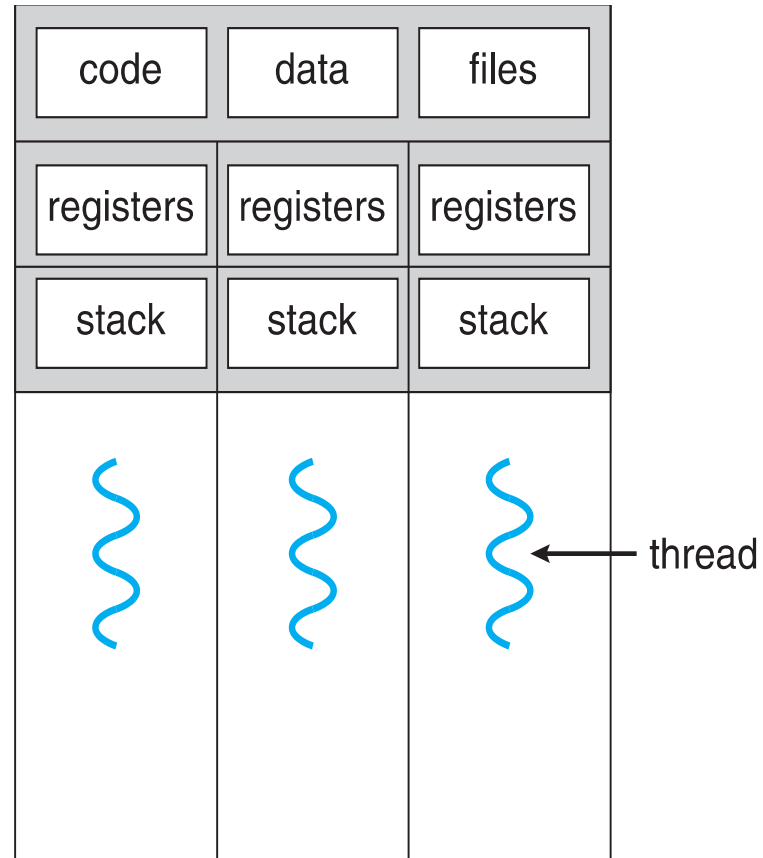 code data files
registers registers registers
stack stack stack
thread